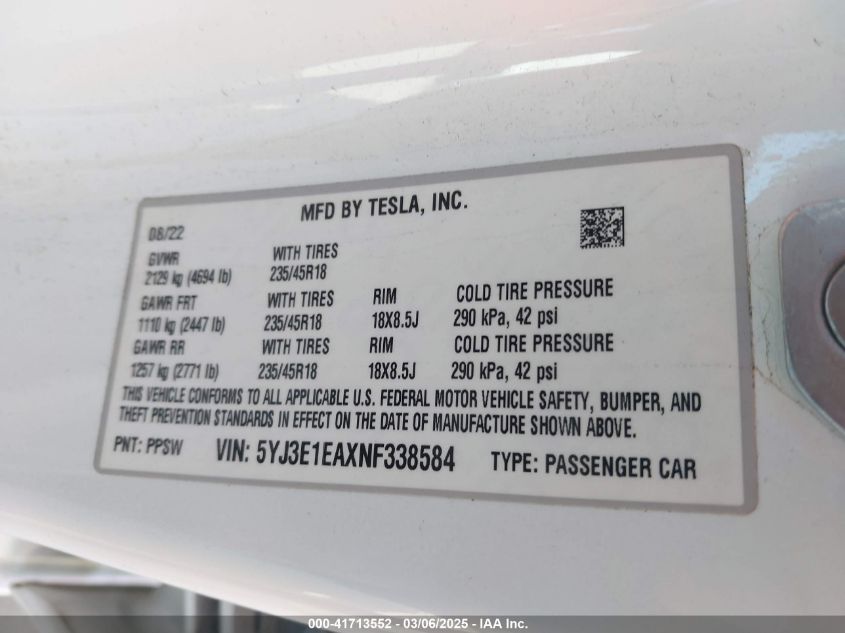 MFD BY TESLA, INC.
08/22
GVWR WITH TIRES
2129 kg (4694 lb) 235/45R18
GAWR FRT WITH TIRES RIM COLD TIRE PRESSURE
1110 kg (2447 lb) 235/45R18 18X8.5J 290 kPa, 42 psi
GAWR RR WITH TIRES RIM COLD TIRE PRESSURE
1257 kg (2771 lb) 235/45R18 18X8.5J 290 kPa, 42 psi
THIS VEHICLE CONFORMS TO ALL APPLICABLE U.S. FEDERAL MOTOR VEHICLE SAFETY, BUMPER, AND
THEFT PREVENTION STANDARDS IN EFFECT ON THE DATE OF MANUFACTURE SHOWN ABOVE.
PNT: PPSW VIN: 5YJ3E1EAXNF338584 TYPE: PASSENGER CAR
000-41713552 - 03/06/2025 - IAA Inc.